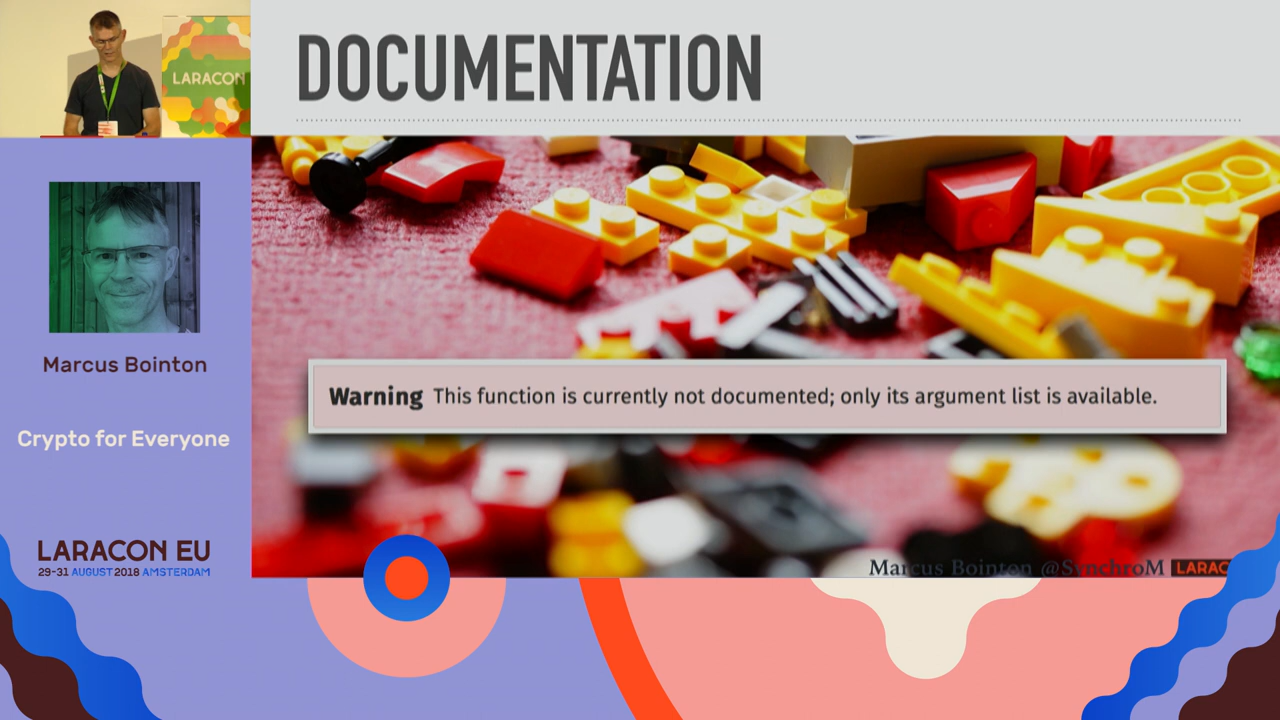 LARACON
DOCUMENTATION
Marcus Bointon
Crypto for Everyone
Warning This function is currently not documented; only its argument list is available.
LARACON EU
29-31 AUGUST 2018 AMSTERDAM
Marcus Bointon @SynchroM LARAC